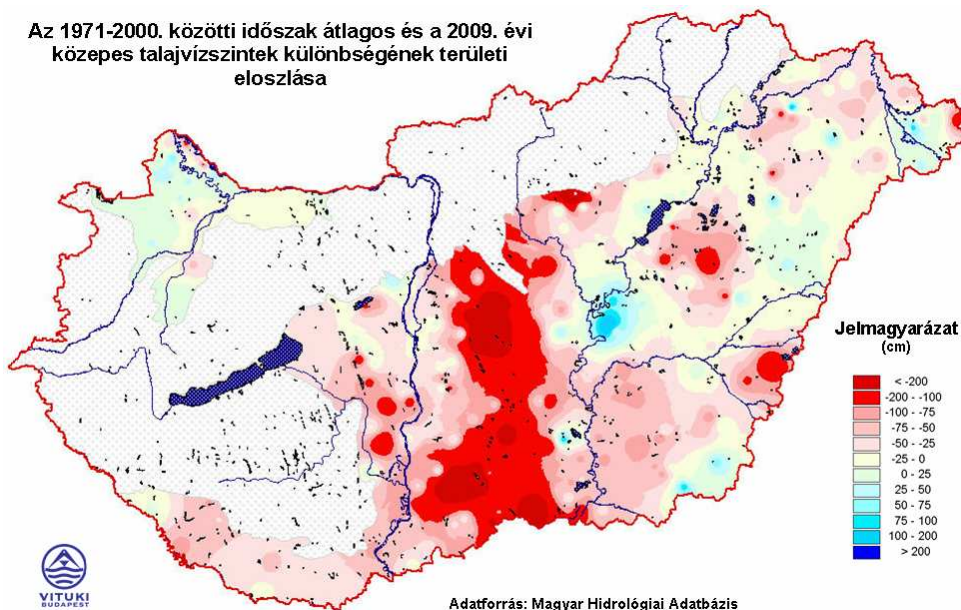 Az 1971-2000. közötti időszak átlagos és a 2009. évi
közepes talajvízszintek különbségének területi
eloszlása
Jelmagyarázat
(cm)
< -200
-200 - -100
-100 - -75
-75 - -50
-50 - -25
-25 - 0
0 - 25
25 - 50
50 - 75
75 - 100
100 - 200
> 200
VITUKI
BUDAPEST
Adatforrás: Magyar Hidrológiai Adatbázis